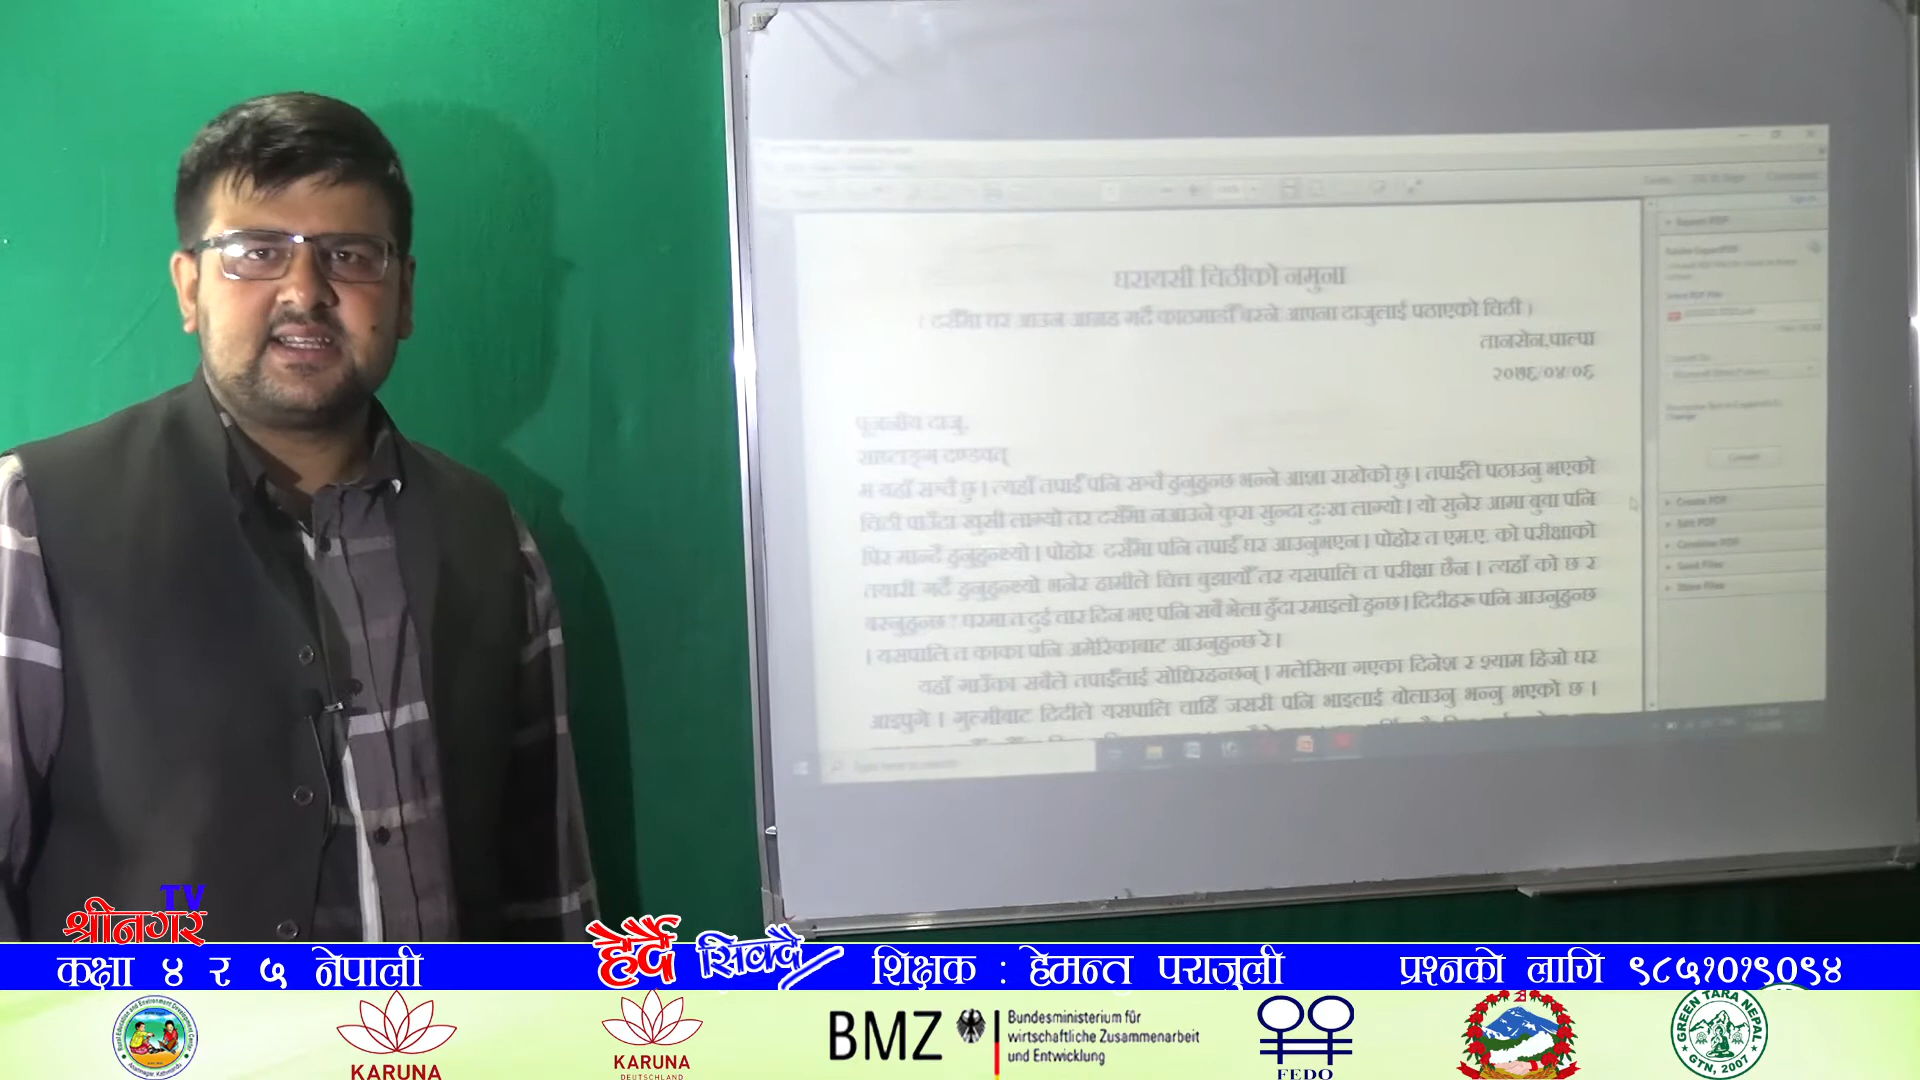 घरायसी चिठीको नमुना
( दसैँमा घर आउन आग्रह गर्दै काठमाडौँ बस्ने आफ्ना दाजुलाई पठाएको चिठी )
तानसेन,पाल्पा
२०७६/०४/०६
पूजनीय दाजु,
साष्टाङ्ग दण्डवत्
म यहाँ सञ्चै छु । त्यहाँ तपाईँ पनि सञ्चै हुनुहुन्छ भन्ने आशा राखेको छु । तपाईंले पठाउनु भएको
चिठी पाउँदा खुसी लाग्यो तर दसैँमा नआउने कुरा सुन्दा दुःख लाग्यो । यो सुनेर आमा बुवा पनि
पिर मान्दै हुनुहुन्थ्यो । पोहोर दसैँमा पनि तपाईँ घर आउनुभएन । पोहोर त एम.ए. को परीक्षाको
तयारी गर्दै हुनुहुन्थ्यो भनेर हामीले चित्त बुझायौँ तर यसपालि त परीक्षा छैन । त्यहाँ को छ र
बस्नुहुन्छ ? घरमा त दुई चार दिन भए पनि सबै भेला हुँदा रमाइलो हुन्छ । दिदीहरू पनि आउनुहुन्छ
। यसपालि त काका पनि अमेरिकाबाट आउनुहुन्छ रे ।
यहाँ गाउँका सबैले तपाईंलाई सोधिरहन्छन् । मलेसिया गएका दिनेश र श्याम हिजो घर
आइपुगे । गुल्मीबाट दिदीले यसपालि चाहिँ जसरी पनि भाइलाई बोलाउनु भन्नु भएको छ ।
TV
श्रीनगर
कक्षा ४ र ५ नेपाली
हेर्दै सिक्दै
शिक्षक : हेमन्त पराजुली
प्रश्नको लागि ९८५१०१९०९४
KARUNA
KARUNA
DEUTSCHLAND
BMZ
Bundesministerium für
wirtschaftliche Zusammenarbeit
und Entwicklung
FEDO
GREEN TARA NEPAL
GTN, 2007